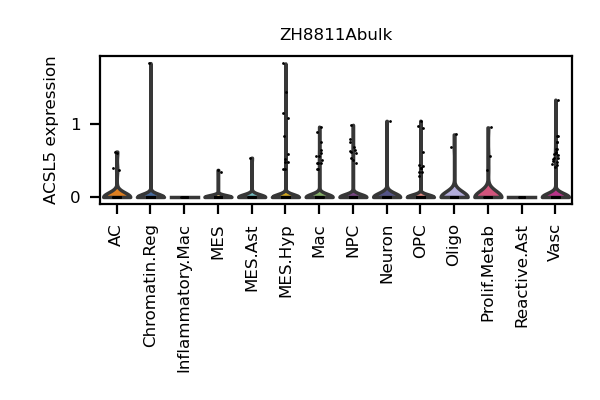 ZH8811Abulk
ACSL5 expression
1
0
AC
Chromatin.Reg
Inflammatory.Mac
MES
MES.Ast
MES.Hyp
Mac
NPC
Neuron
OPC
Oligo
Prolif.Metab
Reactive.Ast
Vasc